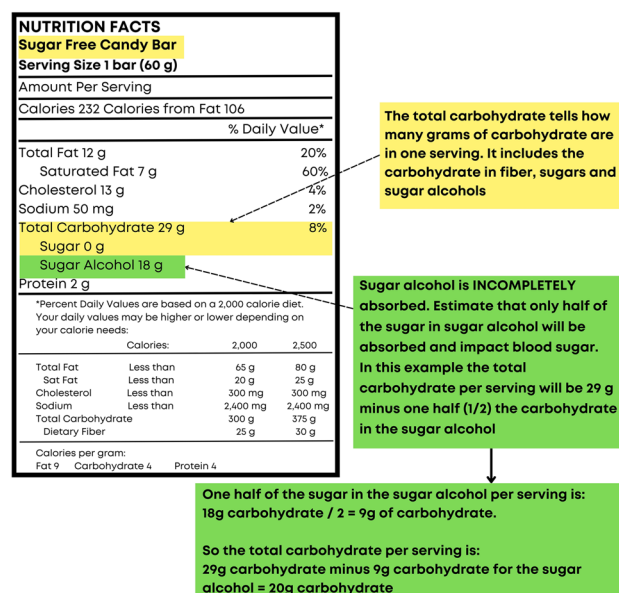 NUTRITION FACTS
Sugar Free Candy Bar
Serving Size 1 bar (60 g)
Amount Per Serving
Calories 232 Calories from Fat 106
% Daily Value*
Total Fat 12 g 20%
Saturated Fat 7 g 60%
Cholesterol 13 g 4%
Sodium 50 mg 2%
Total Carbohydrate 29 g 8%
Sugar 0 g
Sugar Alcohol 18 g
Protein 2 g
*Percent Daily Values are based on a 2,000 calorie diet.
Your daily values may be higher or lower depending on
your calorie needs:
Calories: 2,000 2,500
Total Fat Less than 65 g 80 g
Sat Fat Less than 20 g 25 g
Cholesterol Less than 300 mg 300 mg
Sodium Less than 2,400 mg 2,400 mg
Total Carbohydrate 300 g 375 g
Dietary Fiber 25 g 30 g
Calories per gram:
Fat 9 Carbohydrate 4 Protein 4
The total carbohydrate tells how
many grams of carbohydrate are
in one serving. It includes the
carbohydrate in fiber, sugars and
sugar alcohols
Sugar alcohol is INCOMPLETELY
absorbed. Estimate that only half of
the sugar in sugar alcohol will be
absorbed and impact blood sugar.
In this example the total
carbohydrate per serving will be 29 g
minus one half (1/2) the carbohydrate
in the sugar alcohol
One half of the sugar in the sugar alcohol per serving is:
18g carbohydrate / 2 = 9g of carbohydrate.
So the total carbohydrate per serving is:
29g carbohydrate minus 9g carbohydrate for the sugar
alcohol = 20g carbohydrate